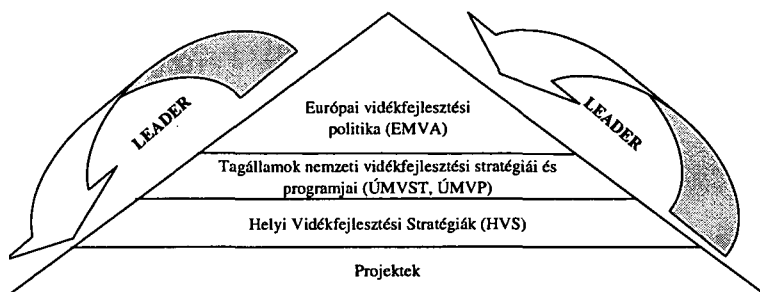 LEADER
LEADER
Európai vidékfejlesztési
politika (EMVA)
Tagállamok nemzeti vidékfejlesztési stratégiái és
programjai (ÚMVST, ÚMVP)
Helyi Vidékfejlesztési Stratégiák (HVS)
Projektek